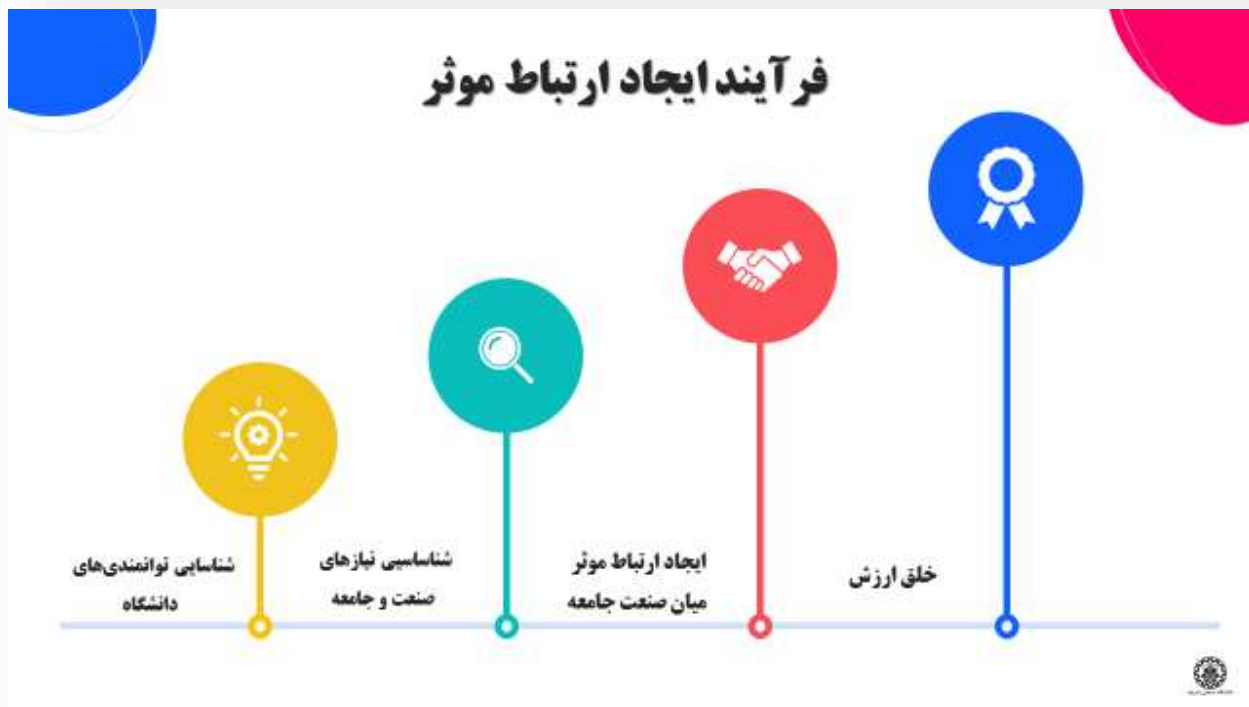 فرآیند ایجاد ارتباط موثر
شناسایی توانمندی‌های
دانشگاه
شناساسیی نیازهای
صنعت و جامعه
ایجاد ارتباط موثر
میان صنعت جامعه
خلق ارزش